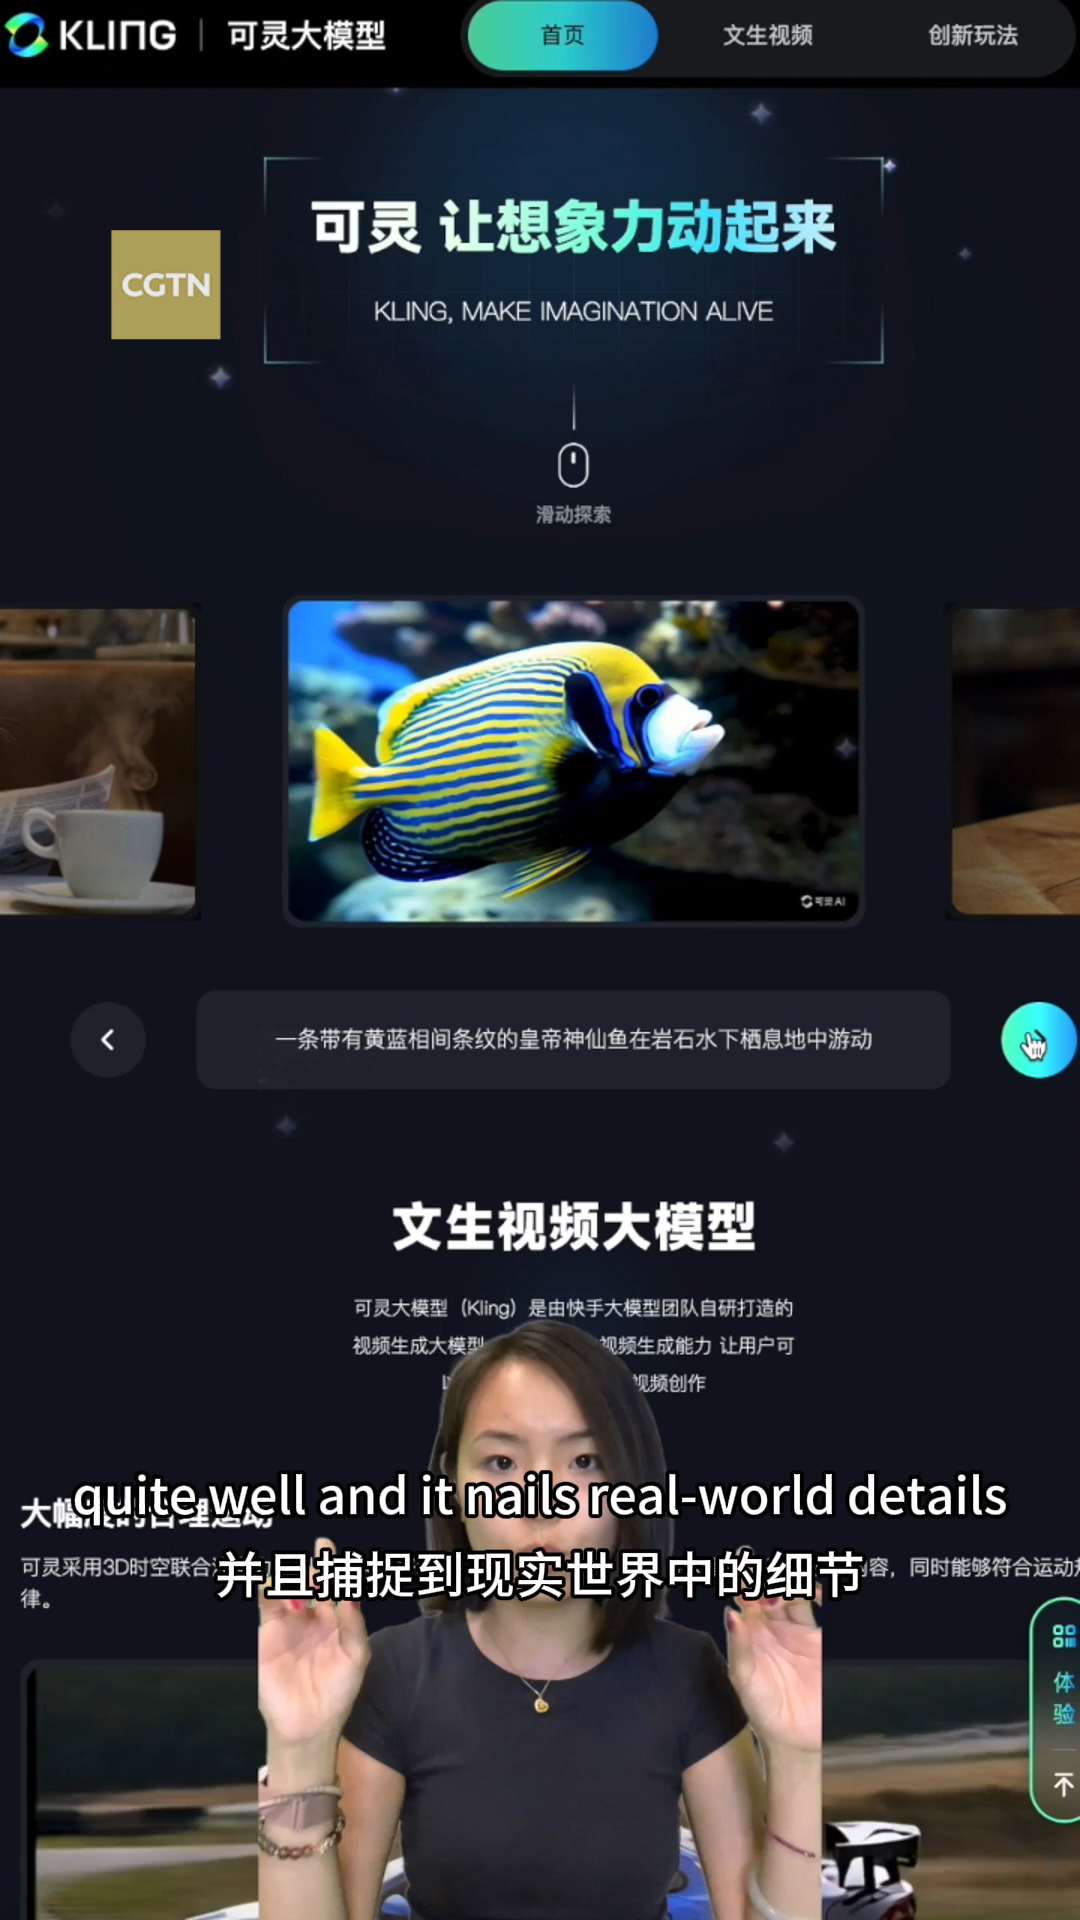 KLING | 可灵大模型
首页
文生视频
创新玩法
可灵 让想象力动起来
CGTN
KLING, MAKE IMAGINATION ALIVE
滑动探索
可灵AI
一条带有黄蓝相间条纹的皇帝神仙鱼在岩石水下栖息地中游动
文生视频大模型
可灵大模型（Kling）是由快手大模型团队自研打造的
视频生成大模型 视频生成能力 让用户可
视频创作
quite well and it nails real-world details
可灵采用3D时空联合 内容，同时能够符合运动
律。
并且捕捉到现实世界中的细节
体验